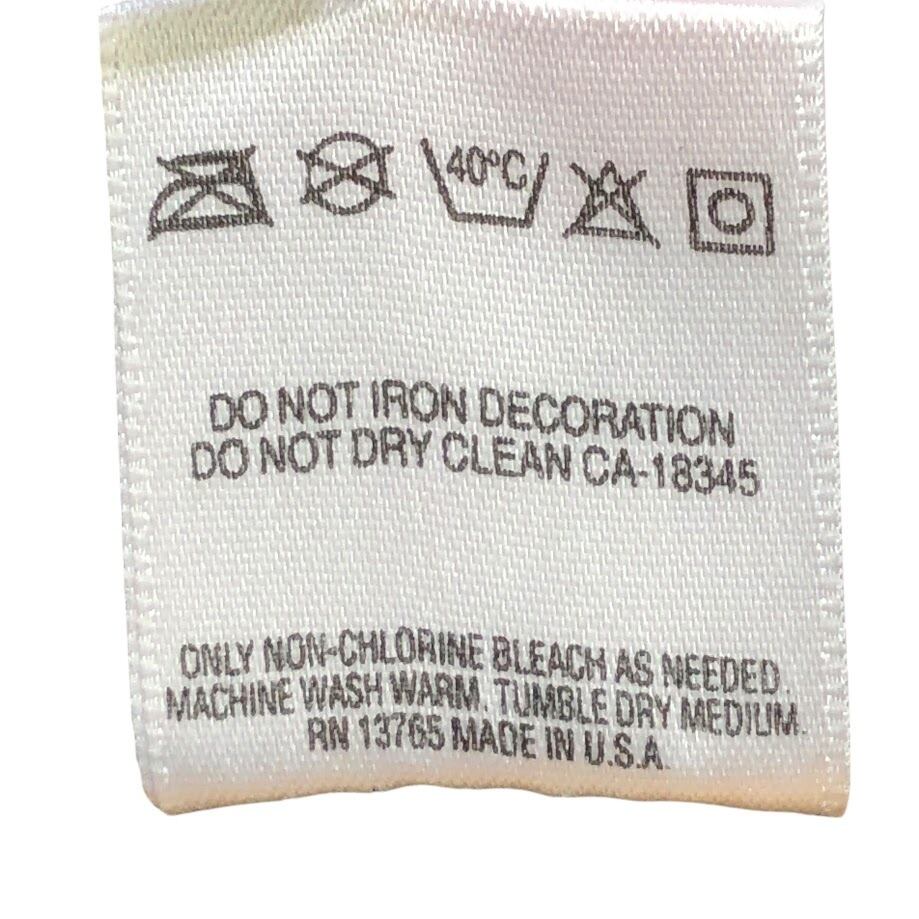 40°C
DO NOT IRON DECORATION
DO NOT DRY CLEAN CA-18345
ONLY NON-CHLORINE BLEACH AS NEEDED.
MACHINE WASH WARM. TUMBLE DRY MEDIUM.
RN 13765 MADE IN U.S.A.